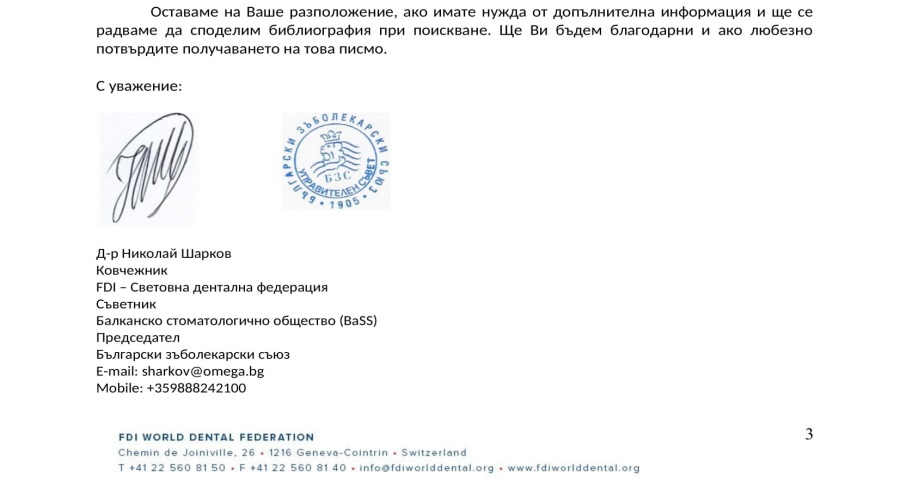 Оставаме на Ваше разположение, ако имате нужда от допълнителна информация и ще се
радваме да споделим библиография при поискване. Ще Ви бъдем благодарни и ако любезно
потвърдите получаването на това писмо.
С уважение:
БЪЛГАРСКИ ЗЪБОЛЕКАРСКИ СЪЮЗ
БЗС
УПРАВИТЕЛЕН СЪВЕТ
• 1905 •
Д-р Николай Шарков
Ковчежник
FDI – Световна дентална федерация
Съветник
Балканско стоматологично общество (BaSS)
Председател
Български зъболекарски съюз
E-mail: sharkov@omega.bg
Mobile: +359888242100
3
FDI WORLD DENTAL FEDERATION
Chemin de Joiniville, 26 • 1216 Geneva-Cointrin • Switzerland
T +41 22 560 81 50 • F +41 22 560 81 40 • info@fdiworlddental.org • www.fdiworlddental.org